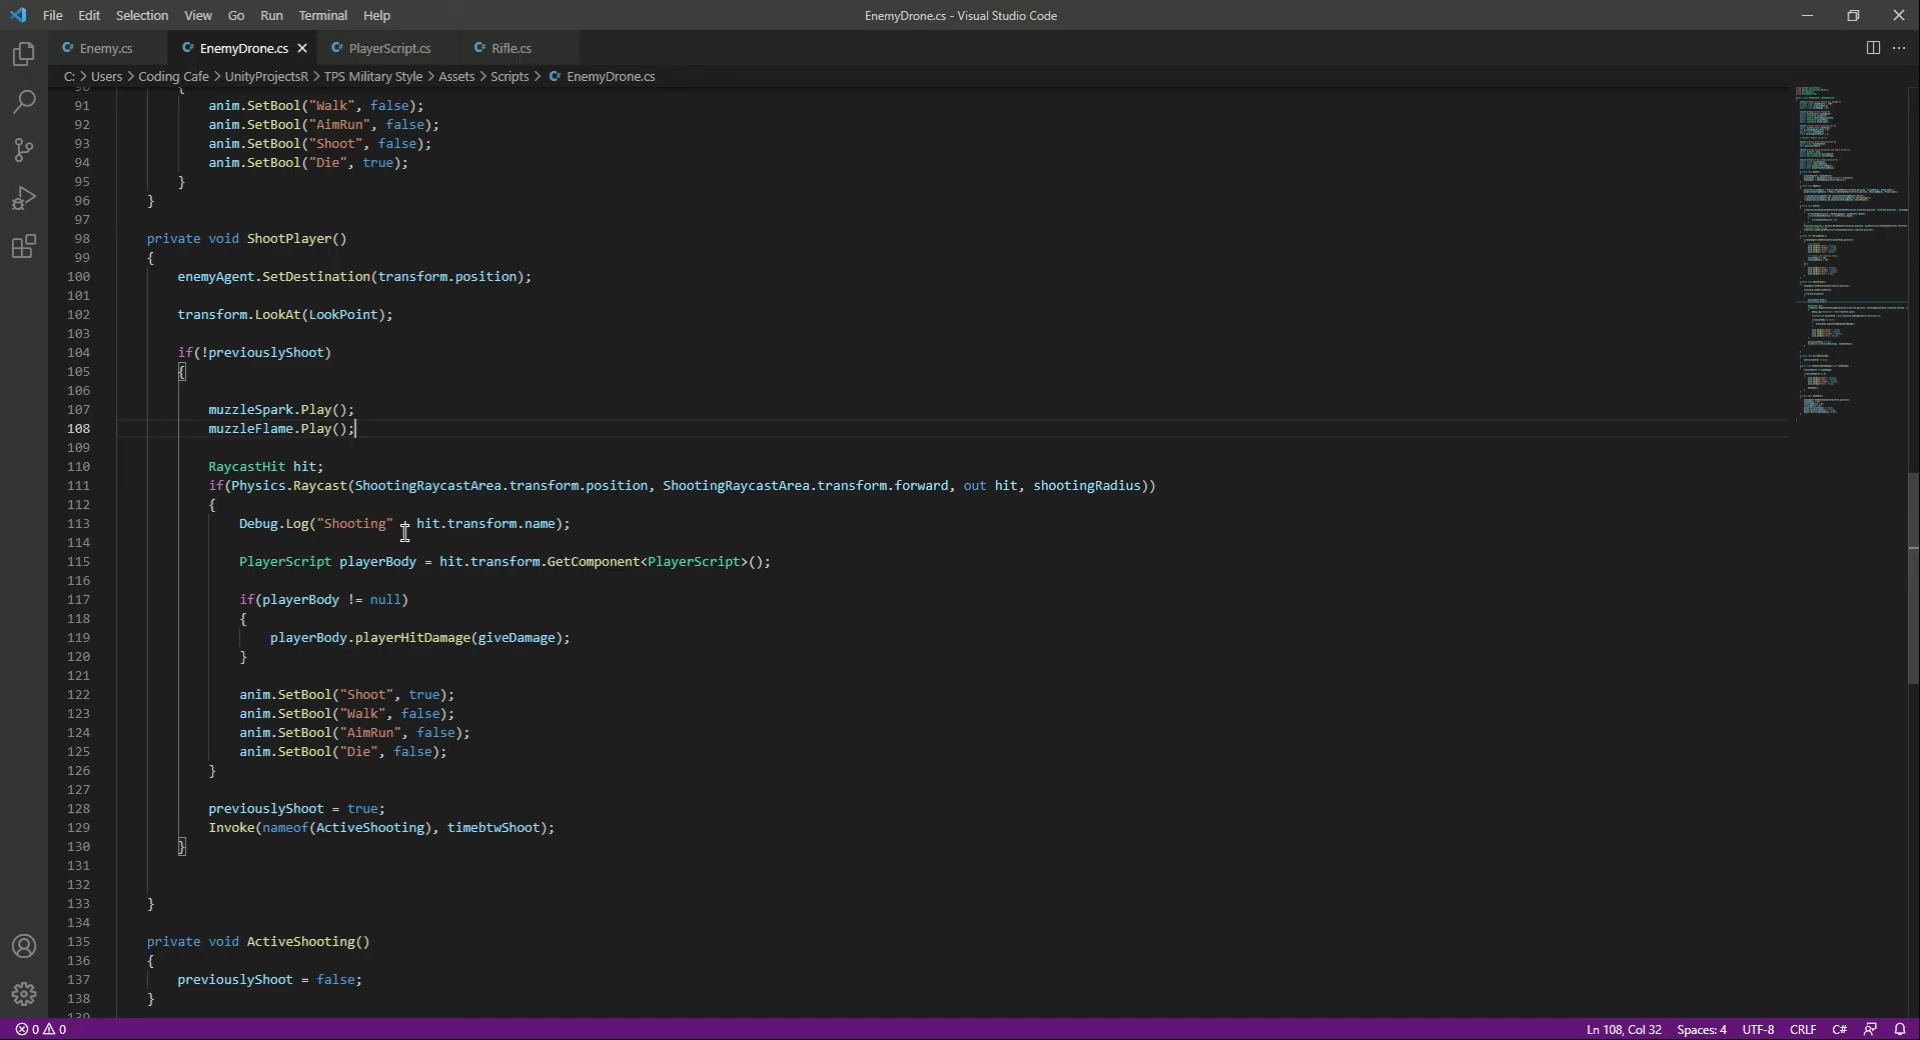 File Edit Selection View Go Run Terminal Help EnemyDrone.cs - Visual Studio Code
Enemy.cs EnemyDrone.cs PlayerScript.cs Rifle.cs
C: > Users > Coding Cafe > UnityProjectsR > TPS Military Style > Assets > Scripts > EnemyDrone.cs
90 {
91 anim.SetBool("Walk", false);
92 anim.SetBool("AimRun", false);
93 anim.SetBool("Shoot", false);
94 anim.SetBool("Die", true);
95 }
96 }
97
98 private void ShootPlayer()
99 {
100 enemyAgent.SetDestination(transform.position);
101
102 transform.LookAt(LookPoint);
103
104 if(!previouslyShoot)
105 {
106
107 muzzleSpark.Play();
108 muzzleFlame.Play();
109
110 RaycastHit hit;
111 if(Physics.Raycast(ShootingRaycastArea.transform.position, ShootingRaycastArea.transform.forward, out hit, shootingRadius))
112 {
113 Debug.Log("Shooting" + hit.transform.name);
114
115 PlayerScript playerBody = hit.transform.GetComponent<PlayerScript>();
116
117 if(playerBody != null)
118 {
119 playerBody.playerHitDamage(giveDamage);
120 }
121
122 anim.SetBool("Shoot", true);
123 anim.SetBool("Walk", false);
124 anim.SetBool("AimRun", false);
125 anim.SetBool("Die", false);
126 }
127
128 previouslyShoot = true;
129 Invoke(nameof(ActiveShooting), timebtwShoot);
130 }
131
132
133 }
134
135 private void ActiveShooting()
136 {
137 previouslyShoot = false;
138 }
139
0 0 Ln 108, Col 32 Spaces: 4 UTF-8 CRLF C#